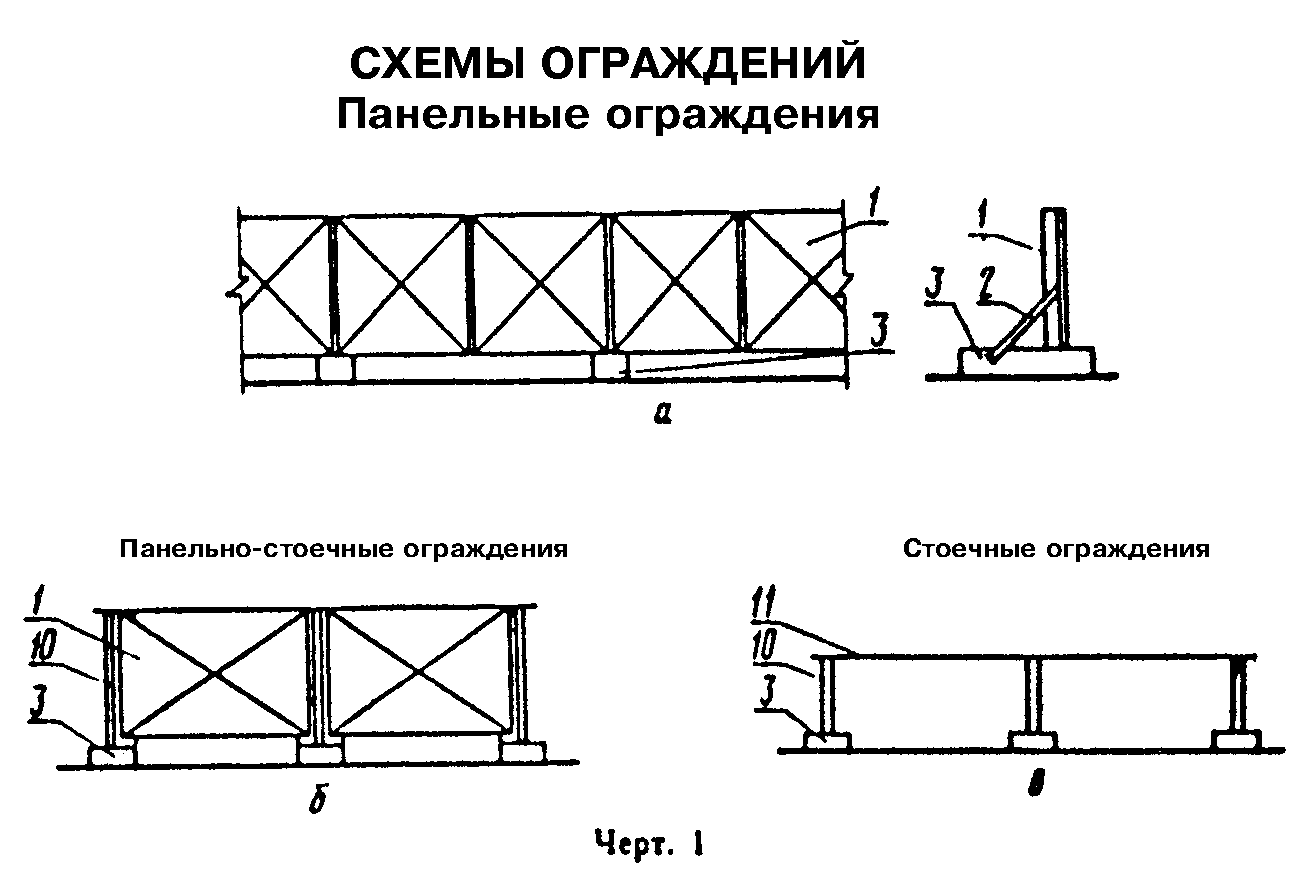 СХЕМЫ ОГРАЖДЕНИЙ
Панельные ограждения
1
3
1
3 2
а
Панельно-стоечные ограждения
1
10
3
б
Стоечные ограждения
11
10
3
в
Черт. 1